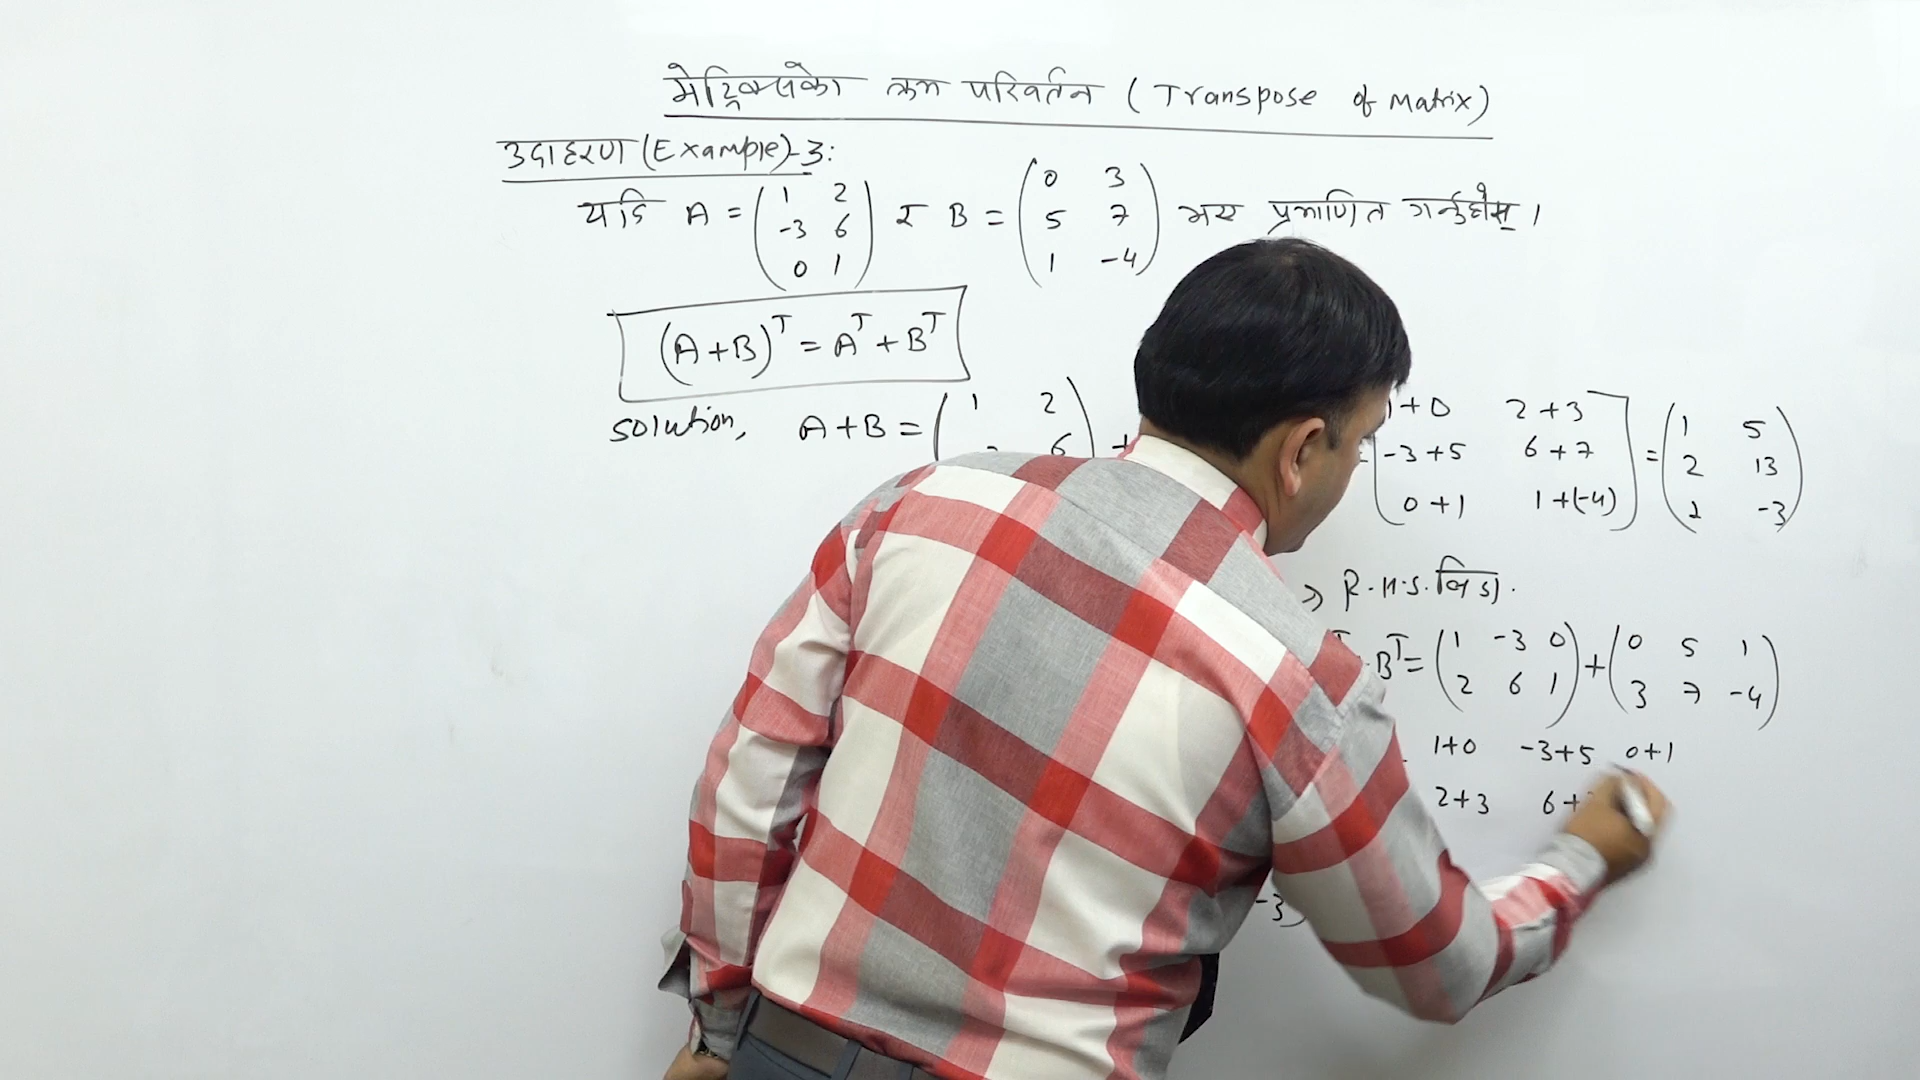 मेट्रिक्सको क्रम परिवर्तन (Transpose of Matrix)
उदाहरण (Example)-3:
यदि A = ( 1 2 -3 6 0 1 ) र B = ( 0 3 5 7 1 -4 ) भए प्रमाणित गर्नुहोस् ।
(A+B)^T = A^T + B^T
solution, A+B = ( 1 2 6 ) +
1+0 2+3 = ( 1 5
= -3+5 6+7 2 13
0+1 1+(-4) 1 -3 )
R.H.S. बाट.
B^T = ( 1 -3 0 2 6 1 ) + ( 0 5 1 3 7 -4 )
1+0 -3+5 0+1
2+3 6+
-3 )